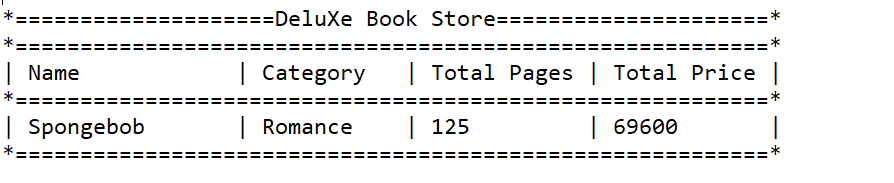 *====================DeluXe Book Store=====================*
*==========================================================*
| Name            | Category   | Total Pages | Total Price |
*==========================================================*
| Spongebob       | Romance    | 125         | 69600       |
*==========================================================*